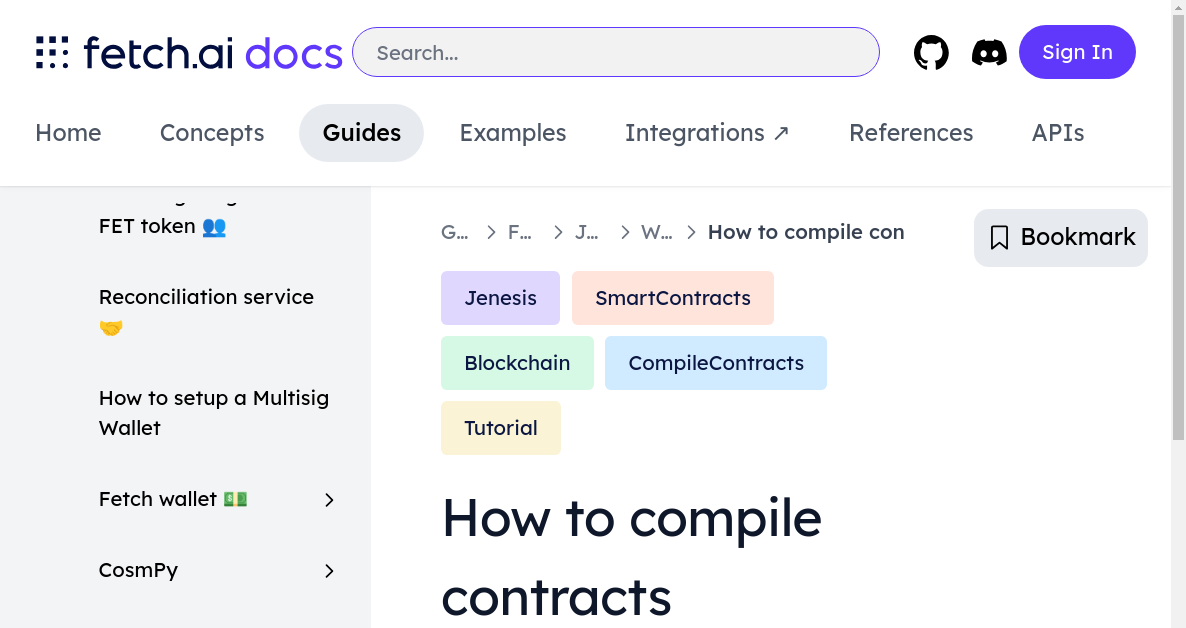 fetch.ai docs
Search...
Sign In
Home
Concepts
Guides
Examples
Integrations ↗
References
APIs
FET token 👥
Reconciliation service
🤝
How to setup a Multisig
Wallet
Fetch wallet 💵
CosmPy
G... > F... > J... > W... > How to compile con
Bookmark
Jenesis
SmartContracts
Blockchain
CompileContracts
Tutorial
How to compile
contracts